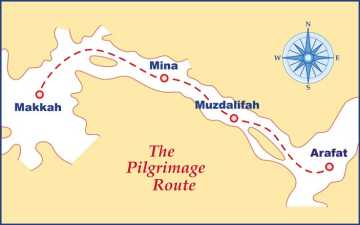 N
W E
S
Mina
Makkah
Muzdalifah
Arafat
The
Pilgrimage
Route